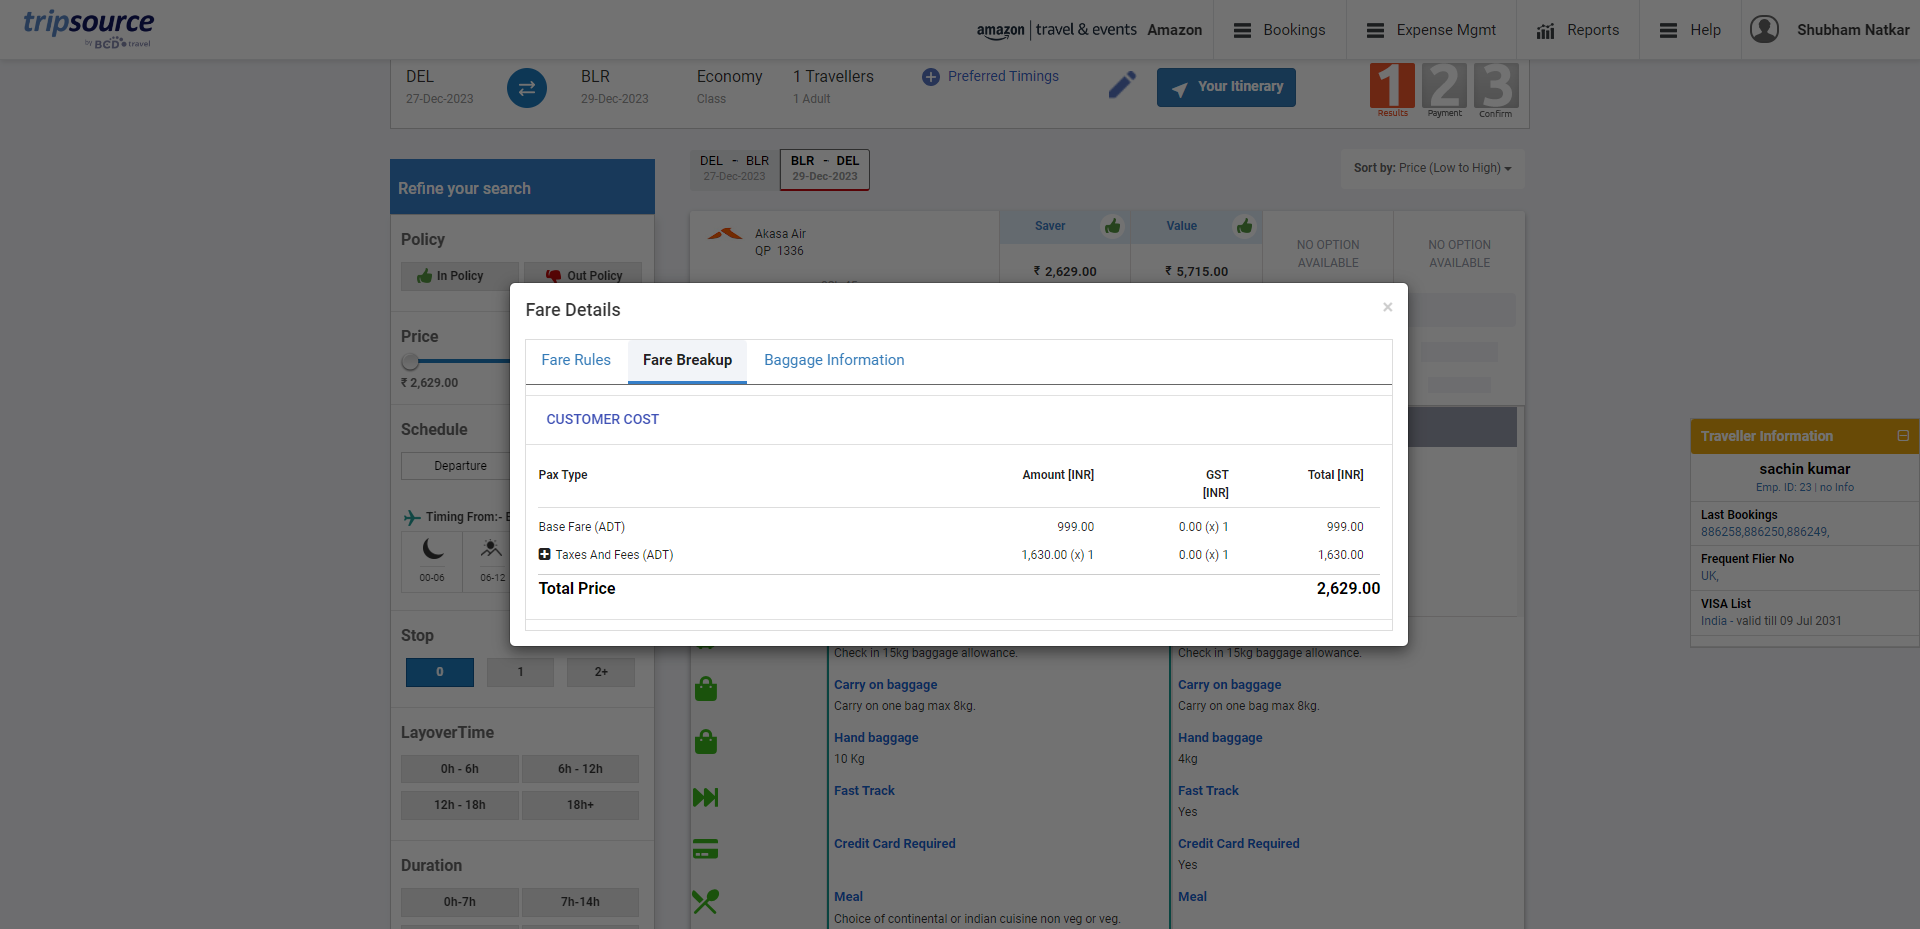 tripsource
by BCD travel
amazon | travel & events Amazon
Bookings
Expense Mgmt
Reports
Help
Shubham Natkar
DEL
27-Dec-2023
BLR
29-Dec-2023
Economy
Class
1 Travellers
1 Adult
Preferred Timings
Your Itinerary
1 Results
2 Payment
3 Confirm
DEL - BLR
27-Dec-2023
BLR - DEL
29-Dec-2023
Sort by: Price (Low to High)
Refine your search
Policy
In Policy
Out Policy
Price
₹ 2,629.00
Schedule
Departure
Timing From:-
00-06
06-12
Stop
0
1
2+
LayoverTime
0h - 6h
6h - 12h
12h - 18h
18h+
Duration
0h-7h
7h-14h
Akasa Air
QP 1336
Saver
₹ 2,629.00
Value
₹ 5,715.00
NO OPTION
AVAILABLE
NO OPTION
AVAILABLE
Fare Details
×
Fare Rules
Fare Breakup
Baggage Information
CUSTOMER COST
Pax Type Amount [INR] GST [INR] Total [INR]
Base Fare (ADT) 999.00 0.00 (x) 1 999.00
Taxes And Fees (ADT) 1,630.00 (x) 1 0.00 (x) 1 1,630.00
Total Price 2,629.00
Check in 15kg baggage allowance.
Carry on baggage
Carry on one bag max 8kg.
Hand baggage
10 Kg
Fast Track
Credit Card Required
Meal
Choice of continental or indian cuisine non veg or veg.
Check in 15kg baggage allowance.
Carry on baggage
Carry on one bag max 8kg.
Hand baggage
4kg
Fast Track
Yes
Credit Card Required
Yes
Meal
Traveller Information
sachin kumar
Emp. ID: 23 | no Info
Last Bookings
886258,886250,886249,
Frequent Flier No
UK,
VISA List
India - valid till 09 Jul 2031